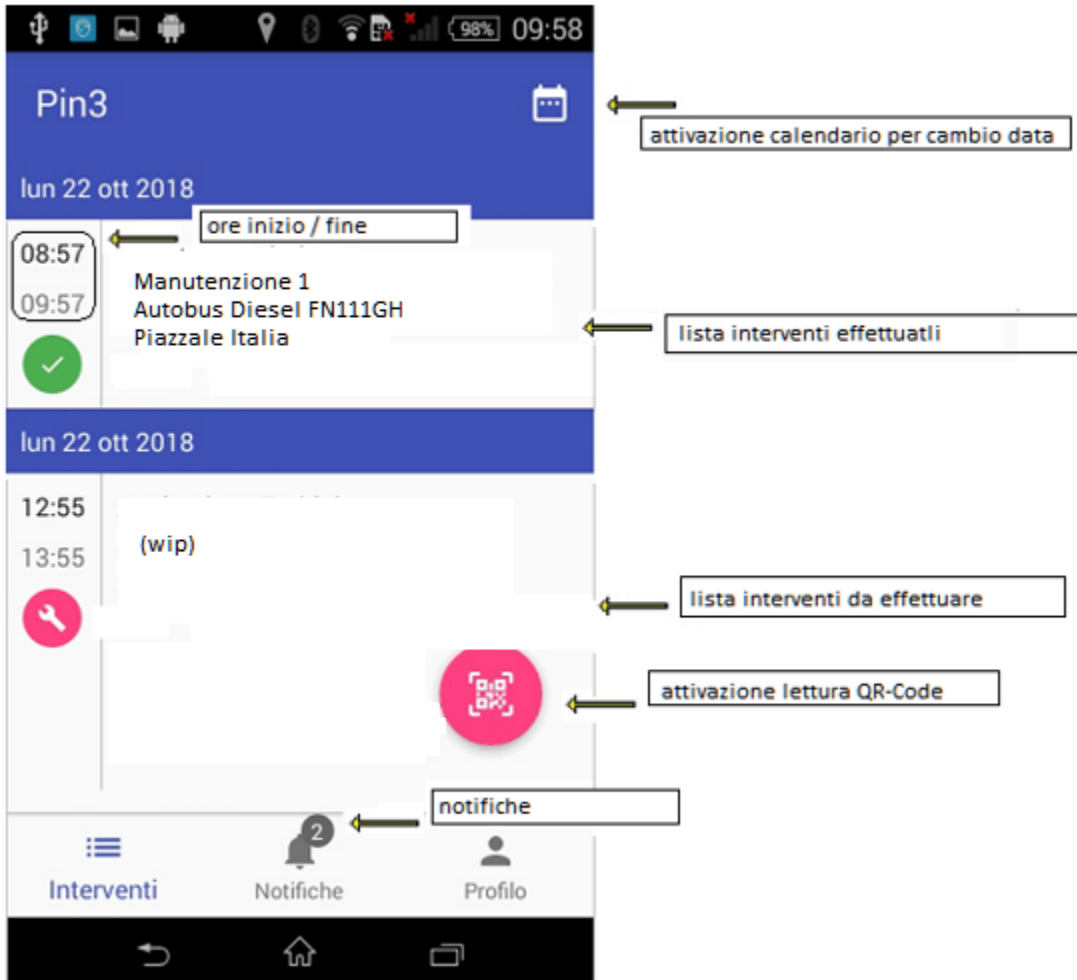 98% 09:58
Pin3
attivazione calendario per cambio data
lun 22 ott 2018
ore inizio / fine
08:57
09:57
Manutenzione 1
Autobus Diesel FN111GH
Piazzale Italia
lista interventi effettuatli
lun 22 ott 2018
12:55
13:55
(wip)
lista interventi da effettuare
attivazione lettura QR-Code
notifiche
2
Interventi Notifiche Profilo